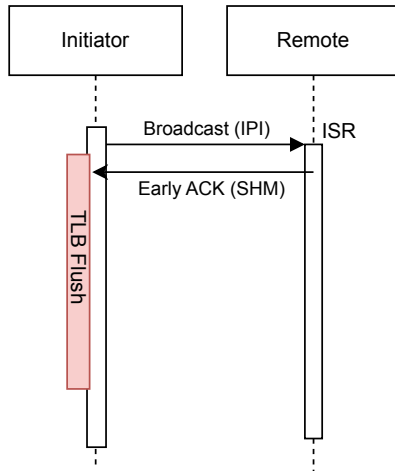 Initiator
Remote
Broadcast (IPI)
ISR
Early ACK (SHM)
TLB Flush